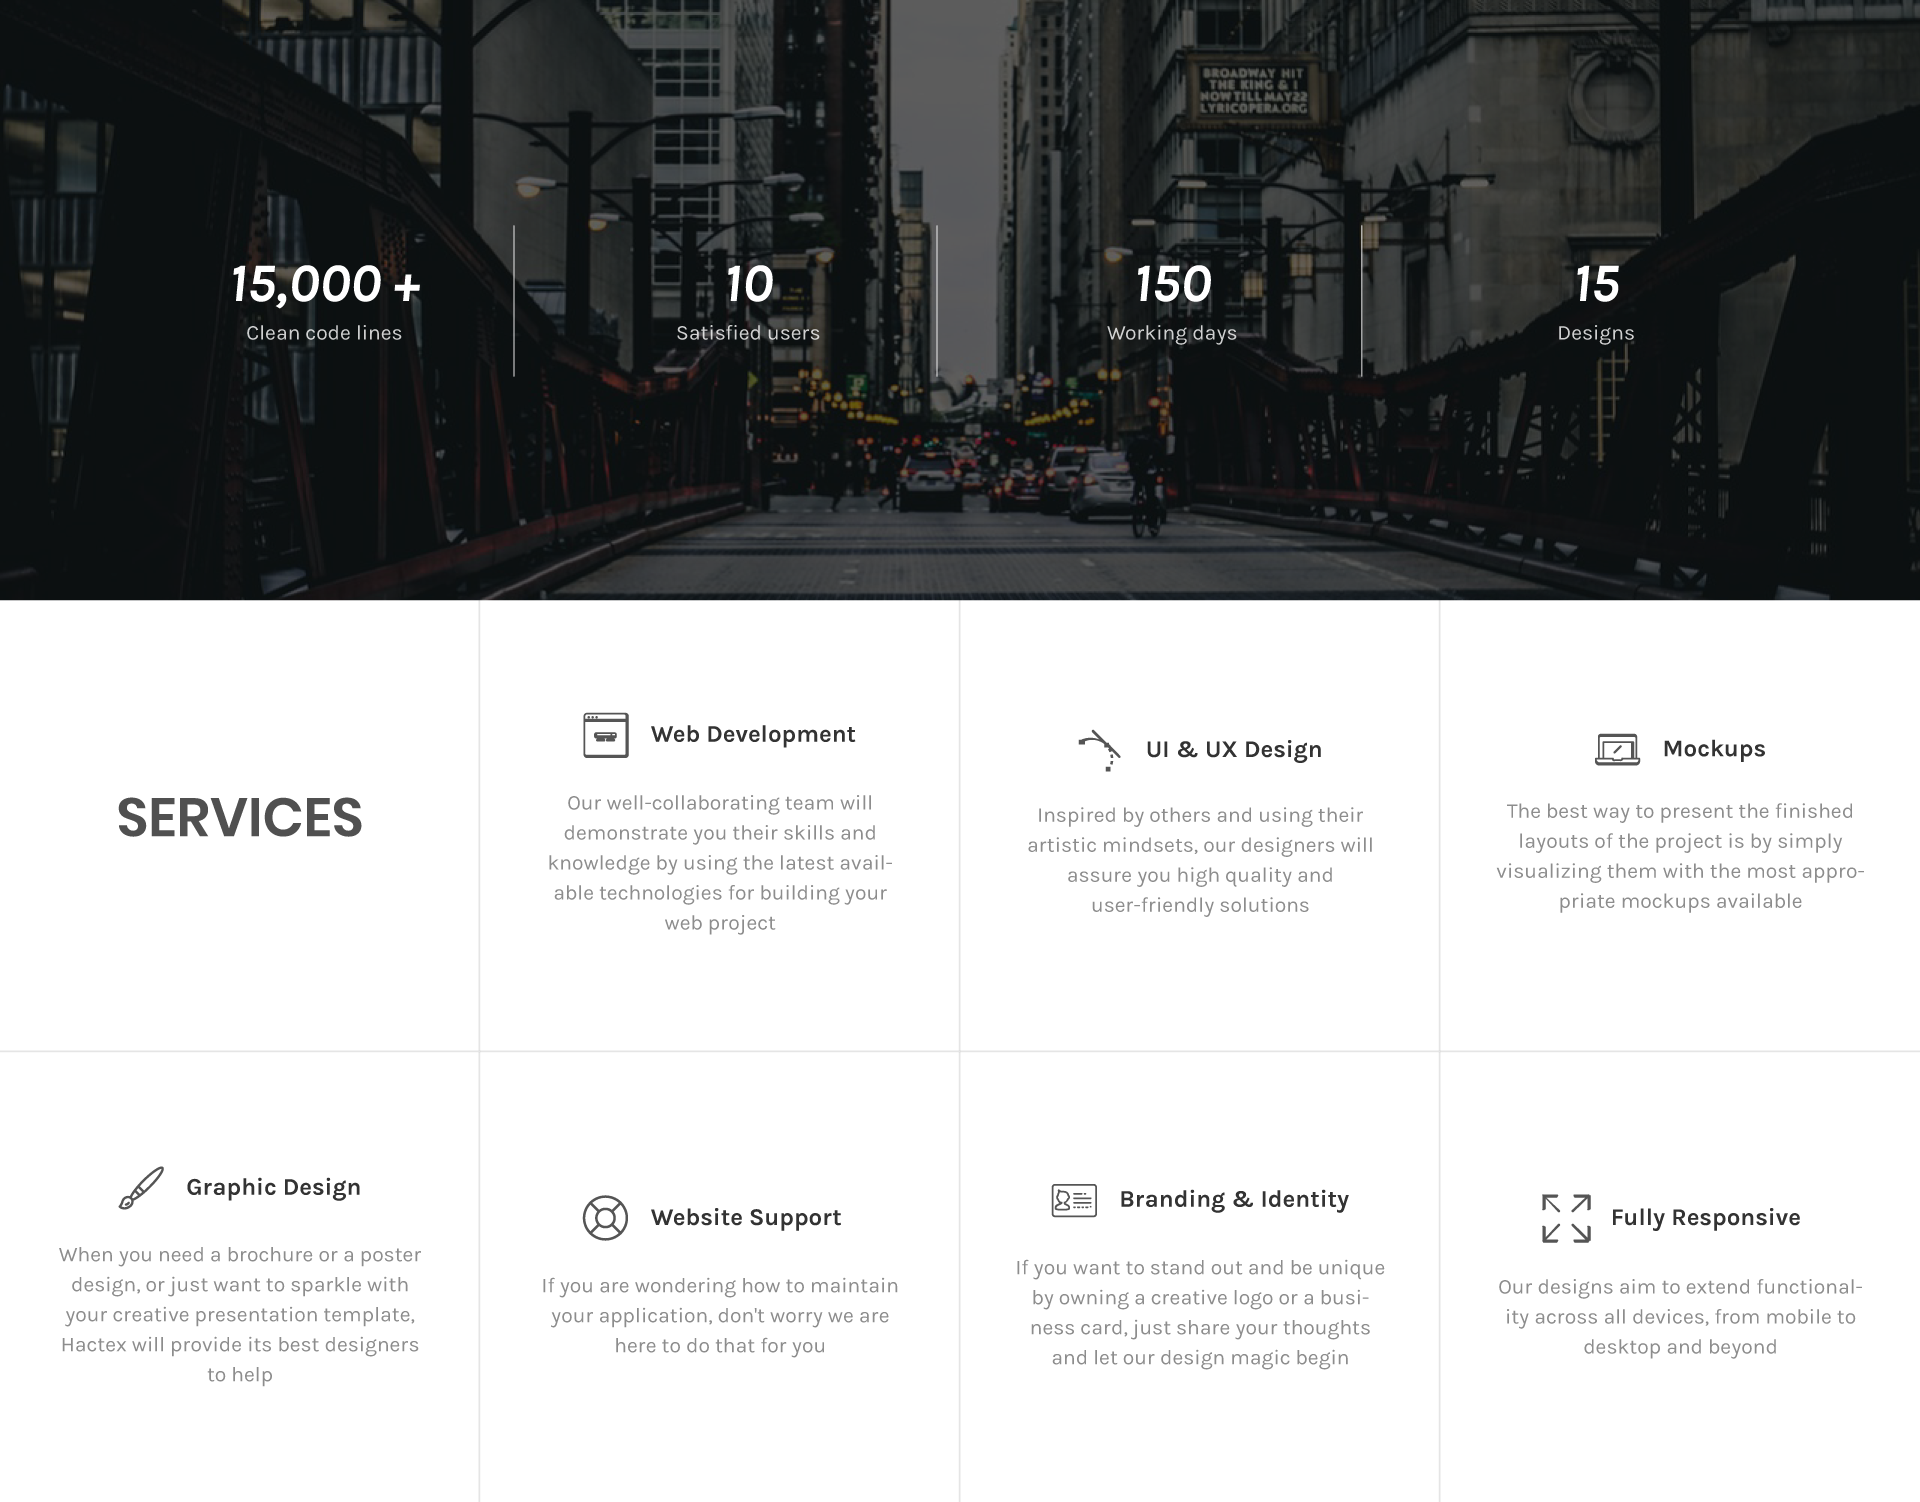 BROADWAY HIT
THE KING & I
NOW TILL MAY22
LYRICOPERA.ORG
15,000 +
Clean code lines
10
Satisfied users
150
Working days
15
Designs
SERVICES
Web Development
Our well-collaborating team will
demonstrate you their skills and
knowledge by using the latest avail-
able technologies for building your
web project
UI & UX Design
Inspired by others and using their
artistic mindsets, our designers will
assure you high quality and
user-friendly solutions
Mockups
The best way to present the finished
layouts of the project is by simply
visualizing them with the most appro-
priate mockups available
Graphic Design
When you need a brochure or a poster
design, or just want to sparkle with
your creative presentation template,
Hactex will provide its best designers
to help
Website Support
If you are wondering how to maintain
your application, don't worry we are
here to do that for you
Branding & Identity
If you want to stand out and be unique
by owning a creative logo or a busi-
ness card, just share your thoughts
and let our design magic begin
Fully Responsive
Our designs aim to extend functional-
ity across all devices, from mobile to
desktop and beyond